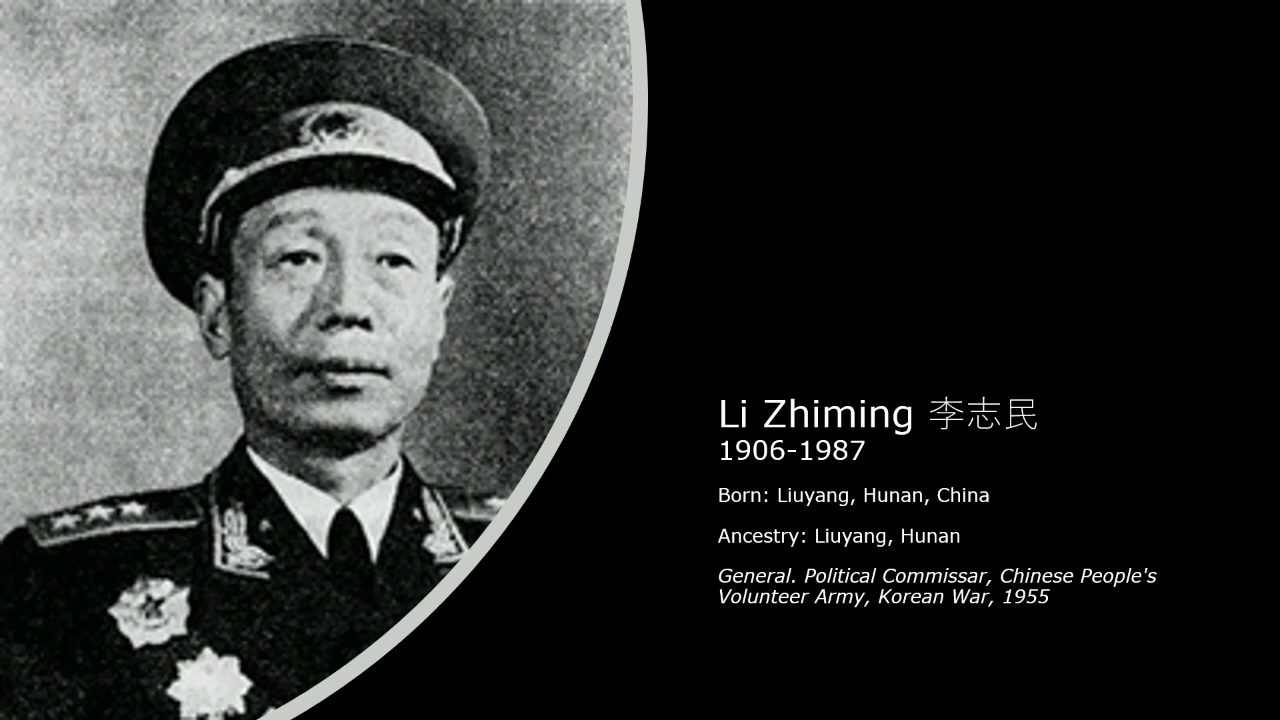 Li Zhiming 李志民
1906-1987
Born: Liuyang, Hunan, China
Ancestry: Liuyang, Hunan
General. Political Commissar, Chinese People's
Volunteer Army, Korean War, 1955